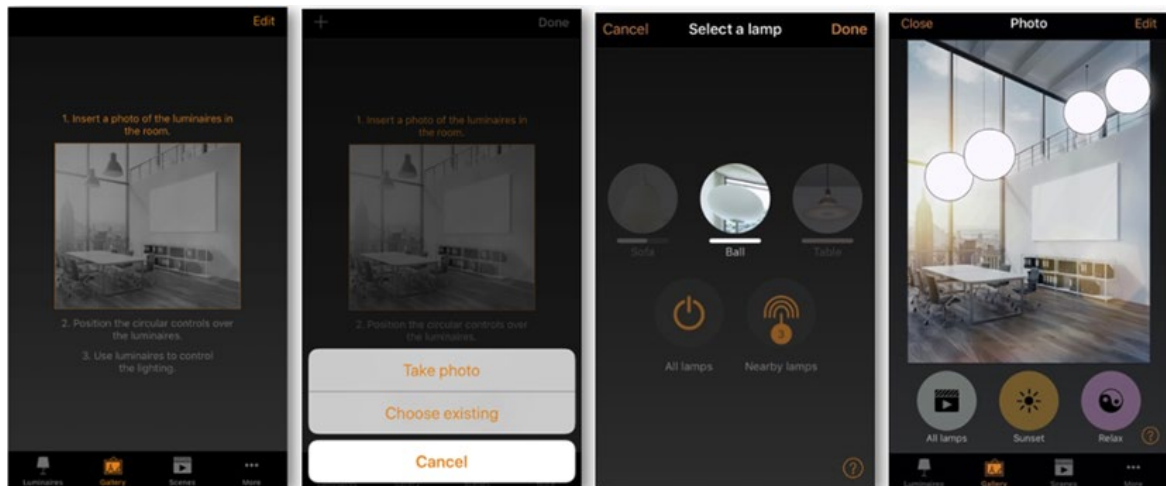 Edit
1. Insert a photo of the luminaires in
the room.
2. Position the circular controls over
the luminaires.
3. Use luminaires to control
the lighting.
Luminaires
Gallery
Scenes
More
+
Done
1. Insert a photo of the luminaires in
the room.
2. Position the circular controls over
the luminaires.
Take photo
Choose existing
Cancel
Cancel
Select a lamp
Done
Sofa
Ball
Table
3
All lamps
Nearby lamps
?
Close
Photo
Edit
All lamps
Sunset
Relax
?
Luminaires
Gallery
Scenes
More